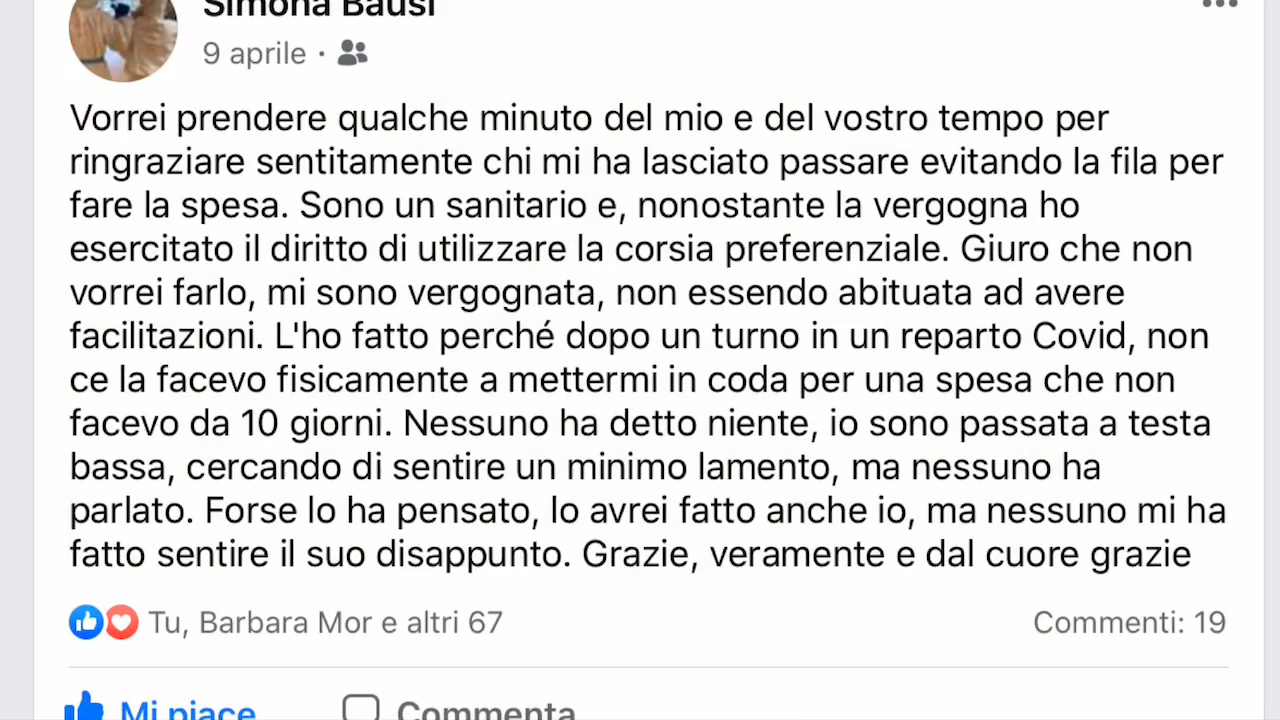 Simona Bausi
9 aprile ·
Vorrei prendere qualche minuto del mio e del vostro tempo per
ringraziare sentitamente chi mi ha lasciato passare evitando la fila per
fare la spesa. Sono un sanitario e, nonostante la vergogna ho
esercitato il diritto di utilizzare la corsia preferenziale. Giuro che non
vorrei farlo, mi sono vergognata, non essendo abituata ad avere
facilitazioni. L'ho fatto perché dopo un turno in un reparto Covid, non
ce la facevo fisicamente a mettermi in coda per una spesa che non
facevo da 10 giorni. Nessuno ha detto niente, io sono passata a testa
bassa, cercando di sentire un minimo lamento, ma nessuno ha
parlato. Forse lo ha pensato, lo avrei fatto anche io, ma nessuno mi ha
fatto sentire il suo disappunto. Grazie, veramente e dal cuore grazie
Tu, Barbara Mor e altri 67
Commenti: 19
Mi piace
Commenta